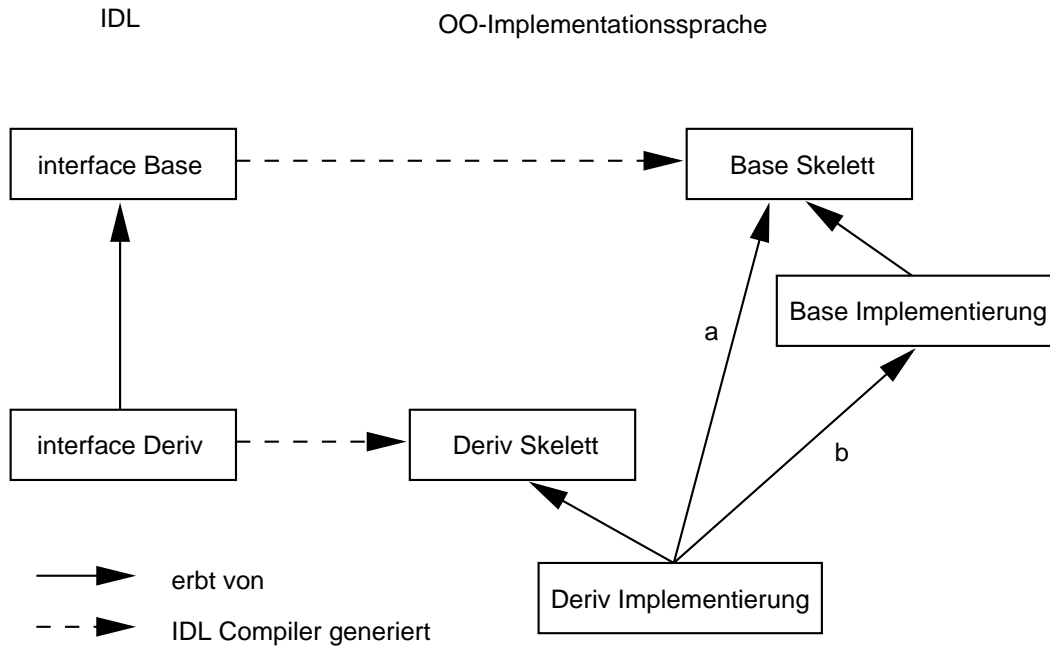 IDL
OO-Implementationssprache
interface Base
Base Skelett
Base Implementierung
a
interface Deriv
Deriv Skelett
b
erbt von
Deriv Implementierung
IDL Compiler generiert